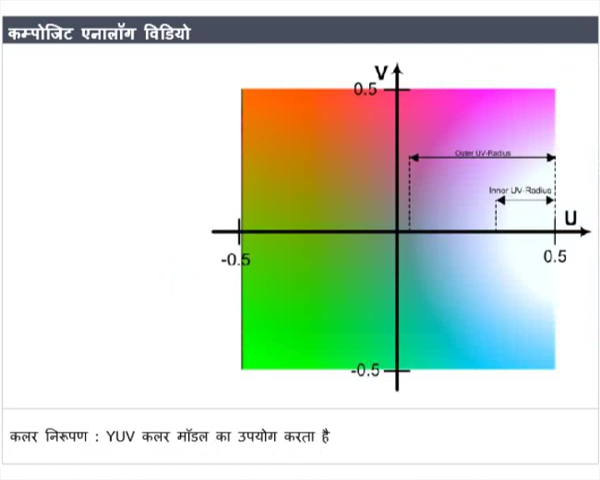 कम्पोजिट एनालॉग विडियो
V
0.5
Outer UV-Radius
Inner UV-Radius
U
-0.5
0.5
-0.5
कलर निरूपण : YUV कलर मॉडल का उपयोग करता है